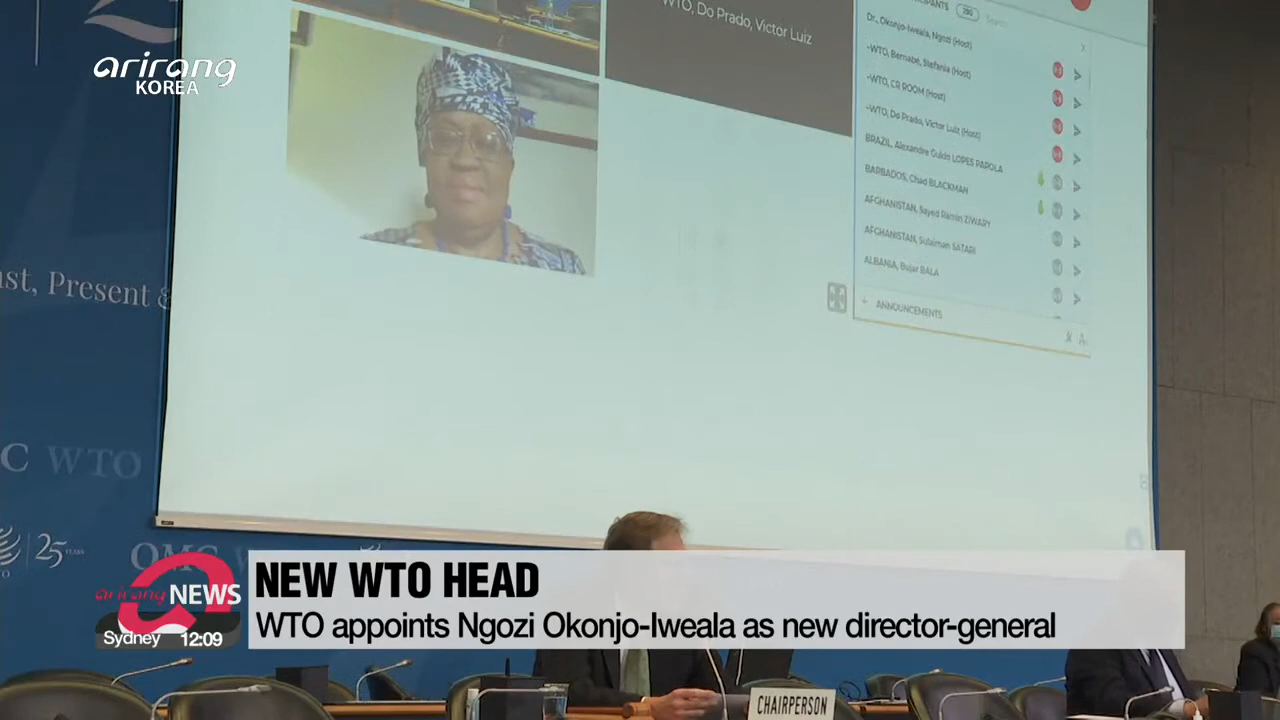 arirang
KOREA
WTO, Do Prado, Victor Luiz
Dr., Okonjo-Iweala, Ngozi (Host)
-WTO, Bernabe, Stefania (Host)
-WTO, CR ROOM (Host)
-WTO, Do Prado, Victor Luiz (Host)
BRAZIL, Alexandre Guido LOPES PAROLA
BARBADOS, Chad BLACKMAN
AFGHANISTAN, Sayed Ramin ZIWARY
AFGHANISTAN, Sulaiman SATARI
ALBANIA, Bujar BALA
ANNOUNCEMENTS
ast, Present &
C WTO
25 YEARS
OMC
arirang NEWS
Sydney 12:09
NEW WTO HEAD
WTO appoints Ngozi Okonjo-Iweala as new director-general
CHAIRPERSON